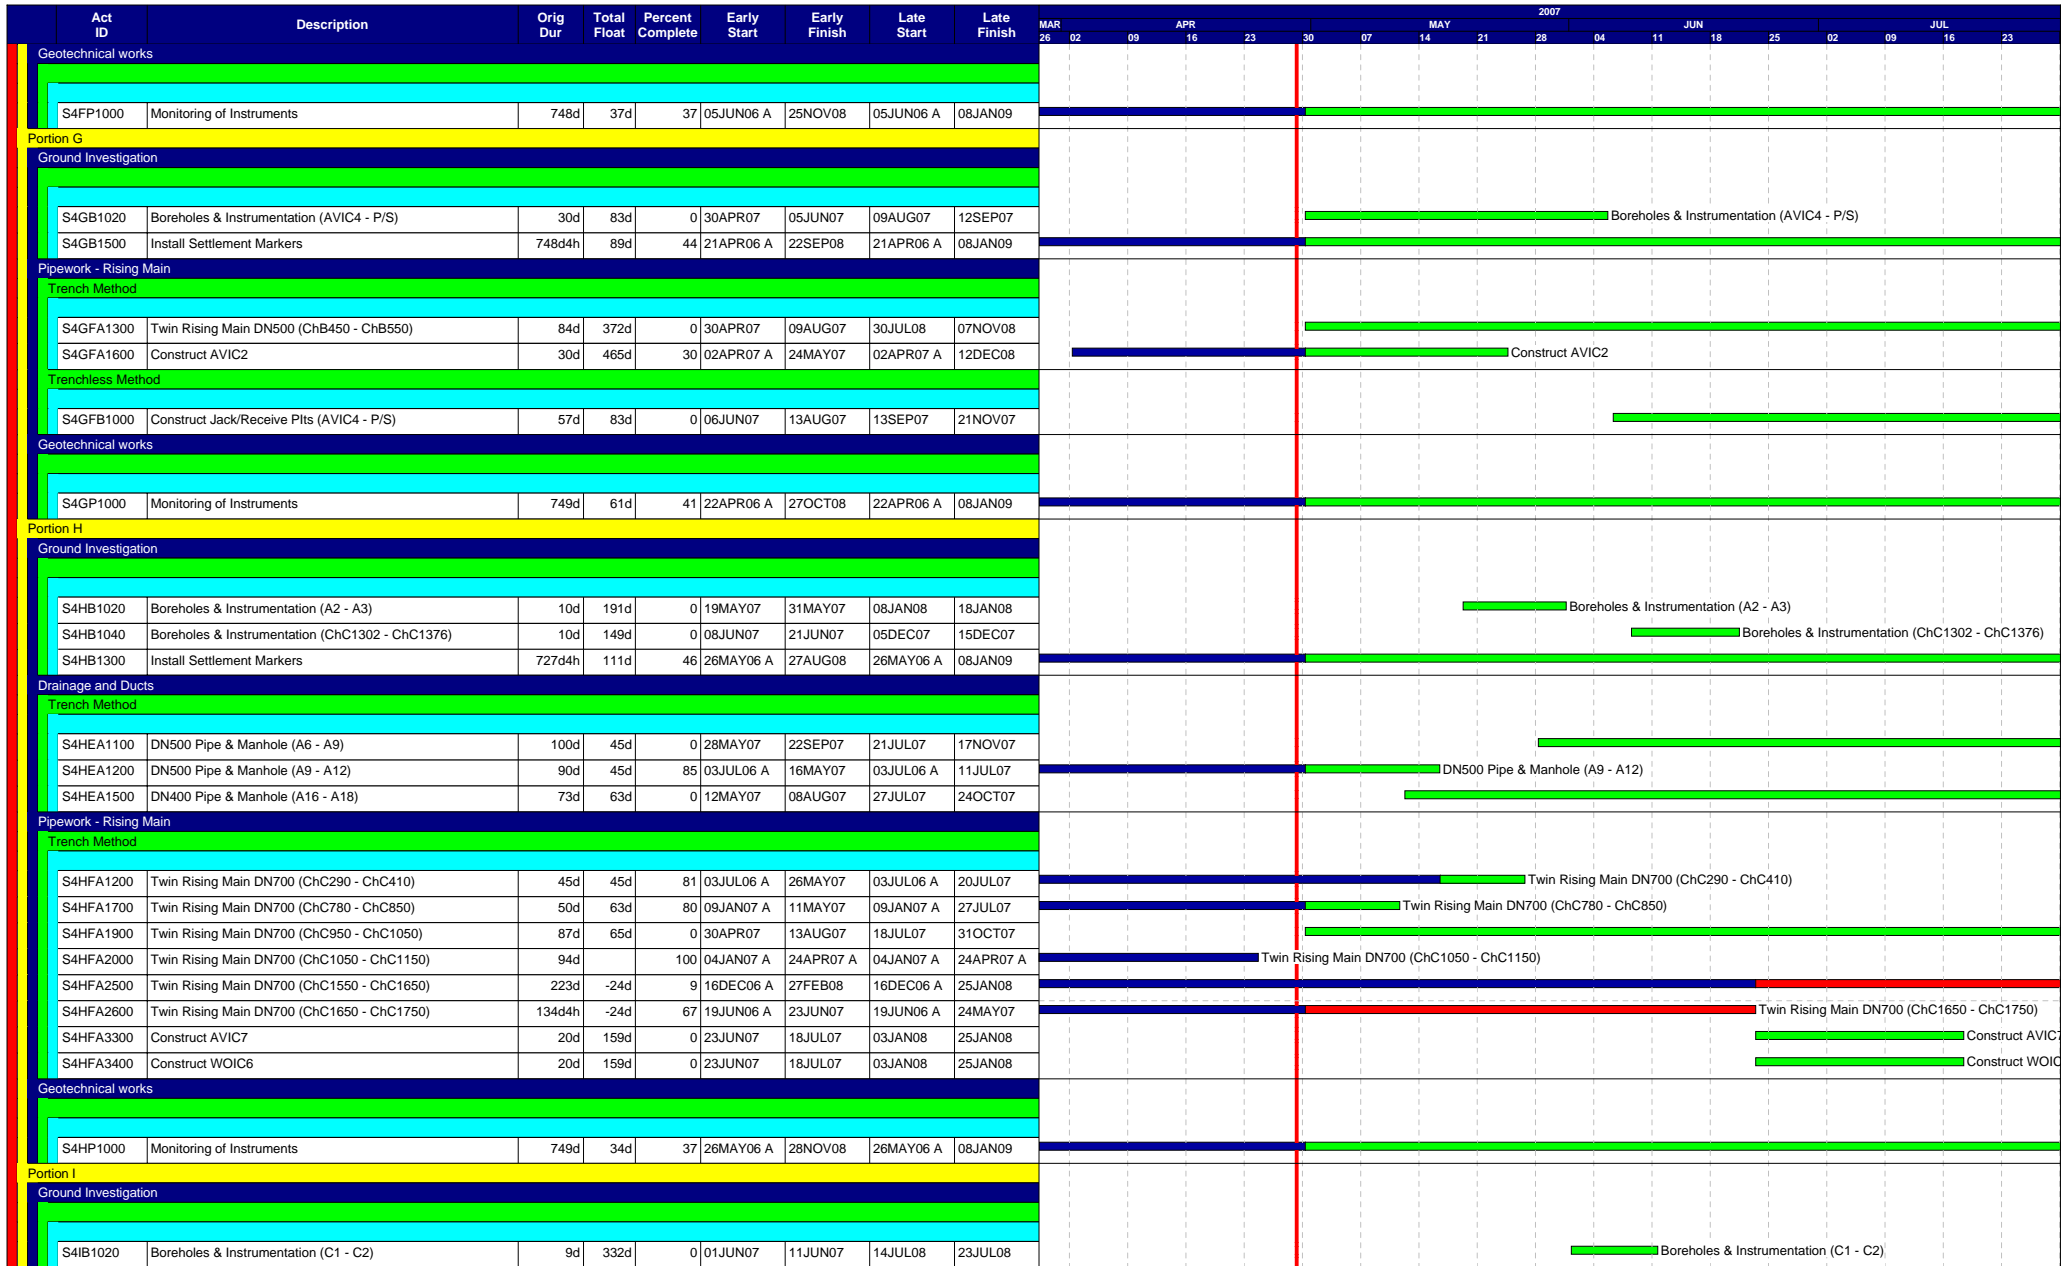 2007
Act ID Description Orig Dur Total Float Percent Complete Early Start Early Finish Late Start Late Finish
MAR APR MAY JUN JUL
26 02 09 16 23 30 07 14 21 28 04 11 18 25 02 09 16 23
Geotechnical works
S4FP1000 Monitoring of Instruments 748d 37d 37 05JUN06 A 25NOV08 05JUN06 A 08JAN09
Portion G
Ground Investigation
S4GB1020 Boreholes & Instrumentation (AVIC4 - P/S) 30d 83d 0 30APR07 05JUN07 09AUG07 12SEP07 Boreholes & Instrumentation (AVIC4 - P/S)
S4GB1500 Install Settlement Markers 748d4h 89d 44 21APR06 A 22SEP08 21APR06 A 08JAN09
Pipework - Rising Main
Trench Method
S4GFA1300 Twin Rising Main DN500 (ChB450 - ChB550) 84d 372d 0 30APR07 09AUG07 30JUL08 07NOV08
S4GFA1600 Construct AVIC2 30d 465d 30 02APR07 A 24MAY07 02APR07 A 12DEC08 Construct AVIC2
Trenchless Method
S4GFB1000 Construct Jack/Receive PIts (AVIC4 - P/S) 57d 83d 0 06JUN07 13AUG07 13SEP07 21NOV07
Geotechnical works
S4GP1000 Monitoring of Instruments 749d 61d 41 22APR06 A 27OCT08 22APR06 A 08JAN09
Portion H
Ground Investigation
S4HB1020 Boreholes & Instrumentation (A2 - A3) 10d 191d 0 19MAY07 31MAY07 08JAN08 18JAN08 Boreholes & Instrumentation (A2 - A3)
S4HB1040 Boreholes & Instrumentation (ChC1302 - ChC1376) 10d 149d 0 08JUN07 21JUN07 05DEC07 15DEC07 Boreholes & Instrumentation (ChC1302 - ChC1376)
S4HB1300 Install Settlement Markers 727d4h 111d 46 26MAY06 A 27AUG08 26MAY06 A 08JAN09
Drainage and Ducts
Trench Method
S4HEA1100 DN500 Pipe & Manhole (A6 - A9) 100d 45d 0 28MAY07 22SEP07 21JUL07 17NOV07
S4HEA1200 DN500 Pipe & Manhole (A9 - A12) 90d 45d 85 03JUL06 A 16MAY07 03JUL06 A 11JUL07 DN500 Pipe & Manhole (A9 - A12)
S4HEA1500 DN400 Pipe & Manhole (A16 - A18) 73d 63d 0 12MAY07 08AUG07 27JUL07 24OCT07
Pipework - Rising Main
Trench Method
S4HFA1200 Twin Rising Main DN700 (ChC290 - ChC410) 45d 45d 81 03JUL06 A 26MAY07 03JUL06 A 20JUL07 Twin Rising Main DN700 (ChC290 - ChC410)
S4HFA1700 Twin Rising Main DN700 (ChC780 - ChC850) 50d 63d 80 09JAN07 A 11MAY07 09JAN07 A 27JUL07 Twin Rising Main DN700 (ChC780 - ChC850)
S4HFA1900 Twin Rising Main DN700 (ChC950 - ChC1050) 87d 65d 0 30APR07 13AUG07 18JUL07 31OCT07
S4HFA2000 Twin Rising Main DN700 (ChC1050 - ChC1150) 94d 100 04JAN07 A 24APR07 A 04JAN07 A 24APR07 A Twin Rising Main DN700 (ChC1050 - ChC1150)
S4HFA2500 Twin Rising Main DN700 (ChC1550 - ChC1650) 223d -24d 9 16DEC06 A 27FEB08 16DEC06 A 25JAN08
S4HFA2600 Twin Rising Main DN700 (ChC1650 - ChC1750) 134d4h -24d 67 19JUN06 A 23JUN07 19JUN06 A 24MAY07 Twin Rising Main DN700 (ChC1650 - ChC1750)
S4HFA3300 Construct AVIC7 20d 159d 0 23JUN07 18JUL07 03JAN08 25JAN08 Construct AVIC7
S4HFA3400 Construct WOIC6 20d 159d 0 23JUN07 18JUL07 03JAN08 25JAN08 Construct WOIC
Geotechnical works
S4HP1000 Monitoring of Instruments 749d 34d 37 26MAY06 A 28NOV08 26MAY06 A 08JAN09
Portion I
Ground Investigation
S4IB1020 Boreholes & Instrumentation (C1 - C2) 9d 332d 0 01JUN07 11JUN07 14JUL08 23JUL08 Boreholes & Instrumentation (C1 - C2)